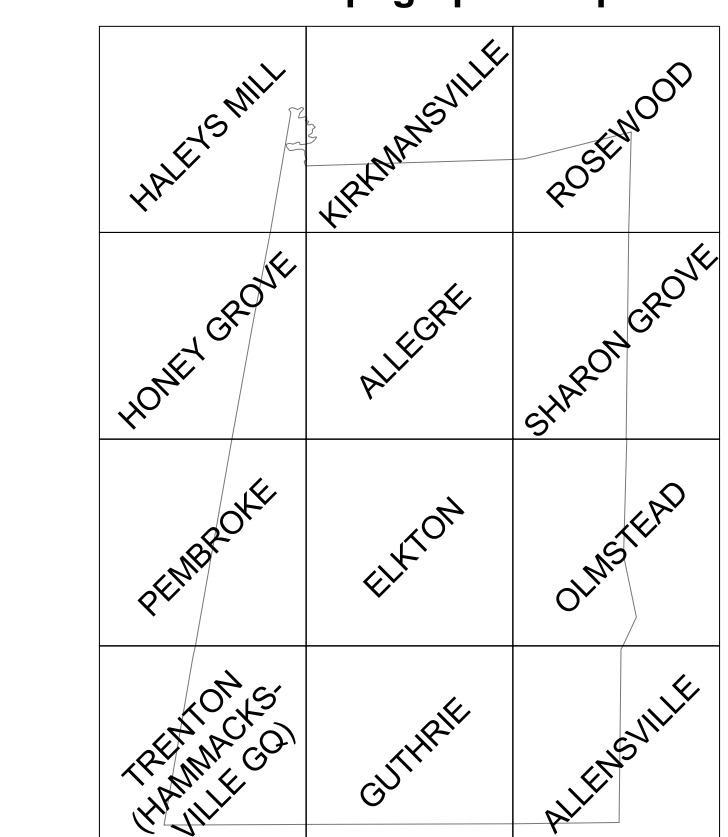 HALEYS MILL
KIRKMANSVILLE
ROSEWOOD
HONEY GROVE
ALLEGRE
SHARON GROVE
PEMBROKE
ELKTON
OLMSTEAD
TRENTON
(HAMMACKS-
VILLE GQ)
GUTHRIE
ALLENSVILLE